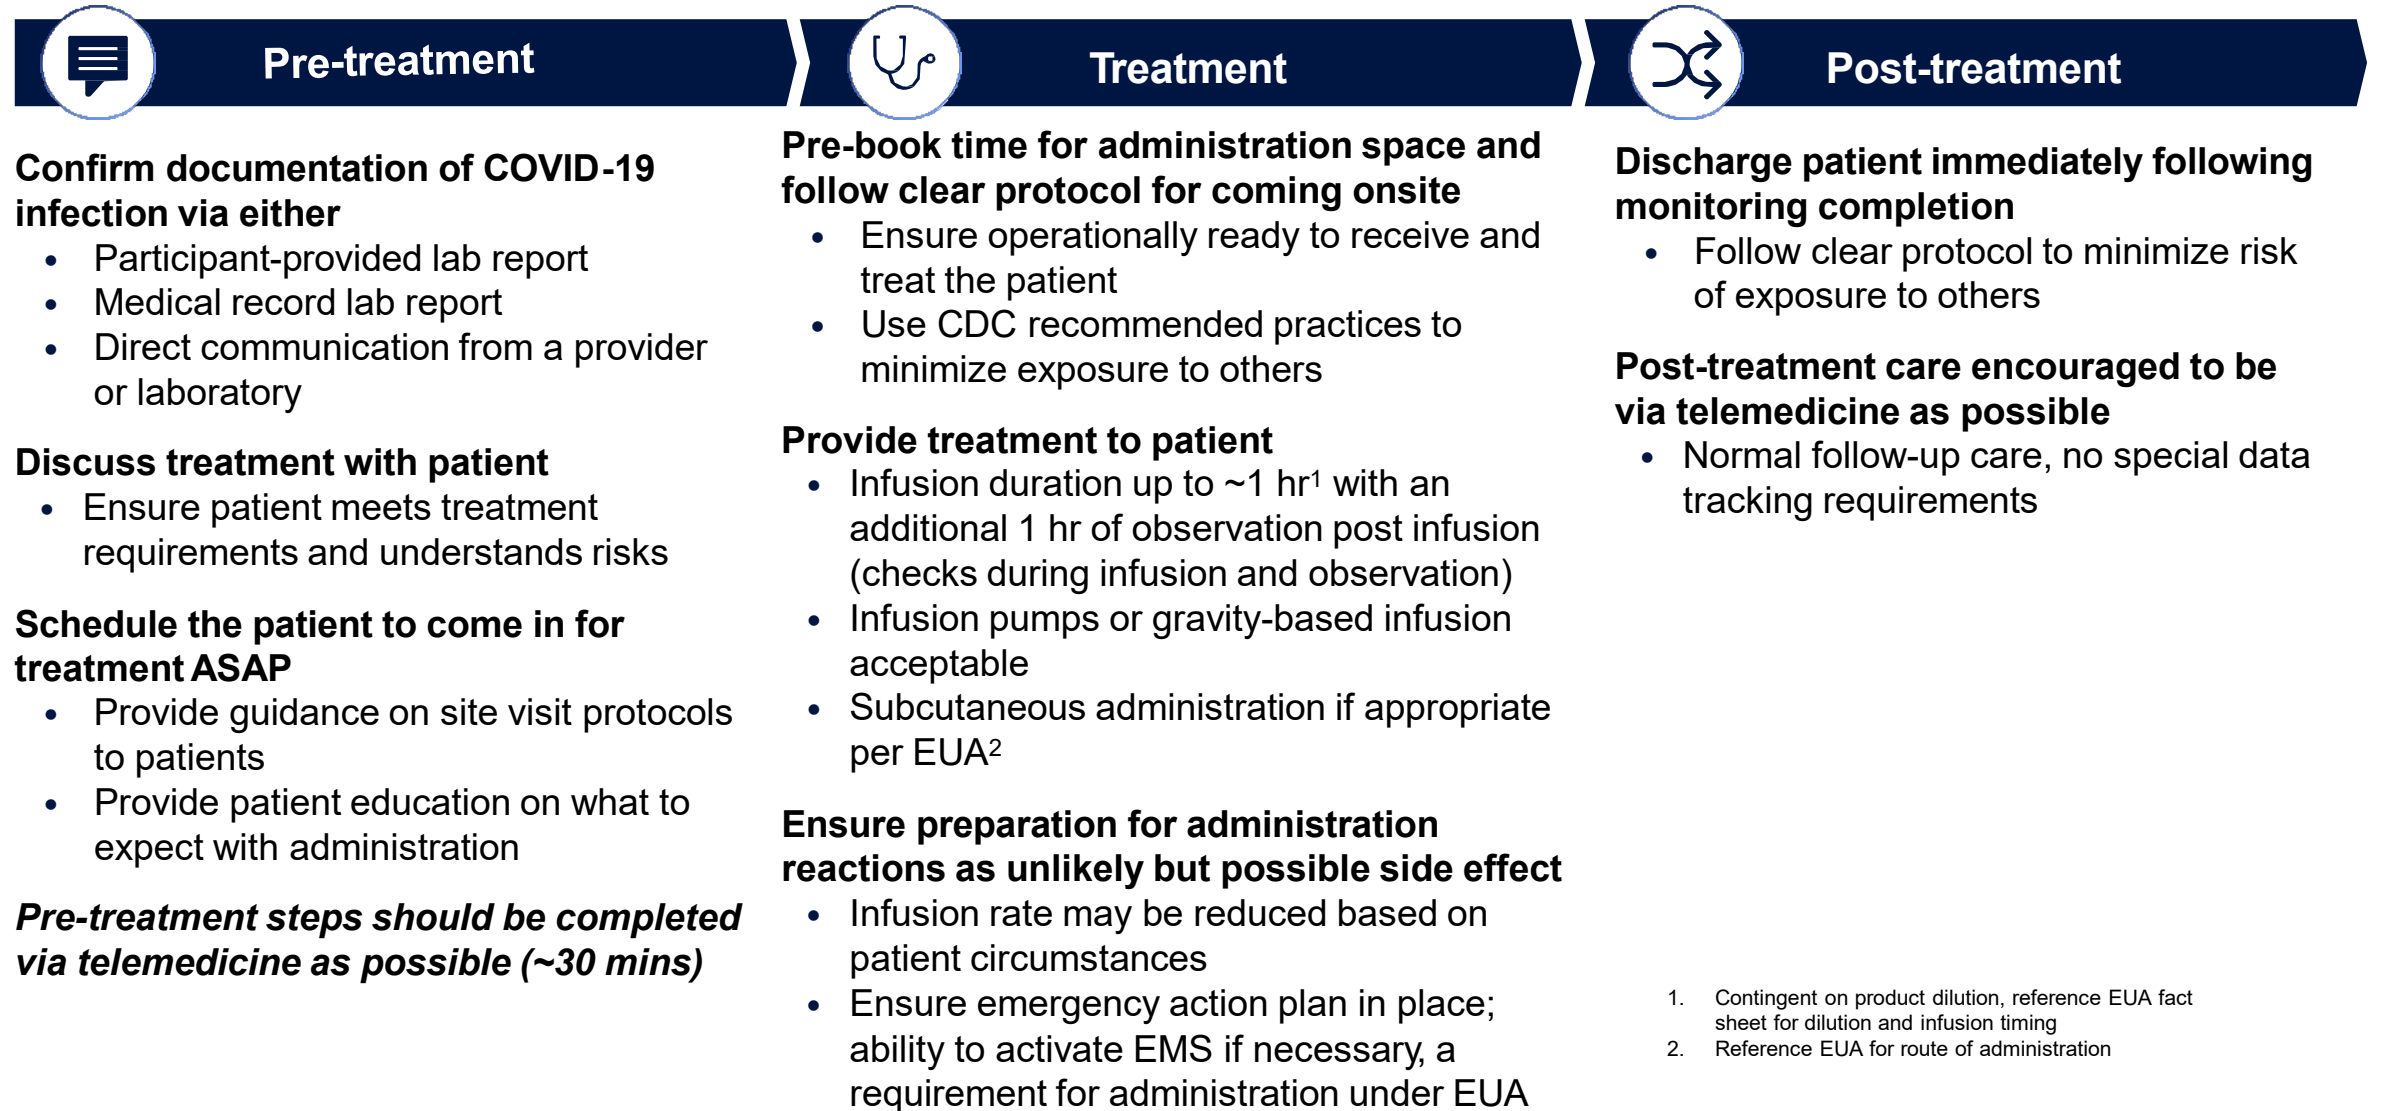 Pre-treatment
Treatment
Post-treatment
Confirm documentation of COVID-19
infection via either
• Participant-provided lab report
• Medical record lab report
• Direct communication from a provider
or laboratory
Discuss treatment with patient
• Ensure patient meets treatment
requirements and understands risks
Schedule the patient to come in for
treatment ASAP
• Provide guidance on site visit protocols
to patients
• Provide patient education on what to
expect with administration
Pre-treatment steps should be completed
via telemedicine as possible (~30 mins)
Pre-book time for administration space and
follow clear protocol for coming onsite
• Ensure operationally ready to receive and
treat the patient
• Use CDC recommended practices to
minimize exposure to others
Provide treatment to patient
• Infusion duration up to ~1 hr¹ with an
additional 1 hr of observation post infusion
(checks during infusion and observation)
• Infusion pumps or gravity-based infusion
acceptable
• Subcutaneous administration if appropriate
per EUA²
Ensure preparation for administration
reactions as unlikely but possible side effect
• Infusion rate may be reduced based on
patient circumstances
• Ensure emergency action plan in place;
ability to activate EMS if necessary, a
requirement for administration under EUA
Discharge patient immediately following
monitoring completion
• Follow clear protocol to minimize risk
of exposure to others
Post-treatment care encouraged to be
via telemedicine as possible
• Normal follow-up care, no special data
tracking requirements
1. Contingent on product dilution, reference EUA fact
sheet for dilution and infusion timing
2. Reference EUA for route of administration